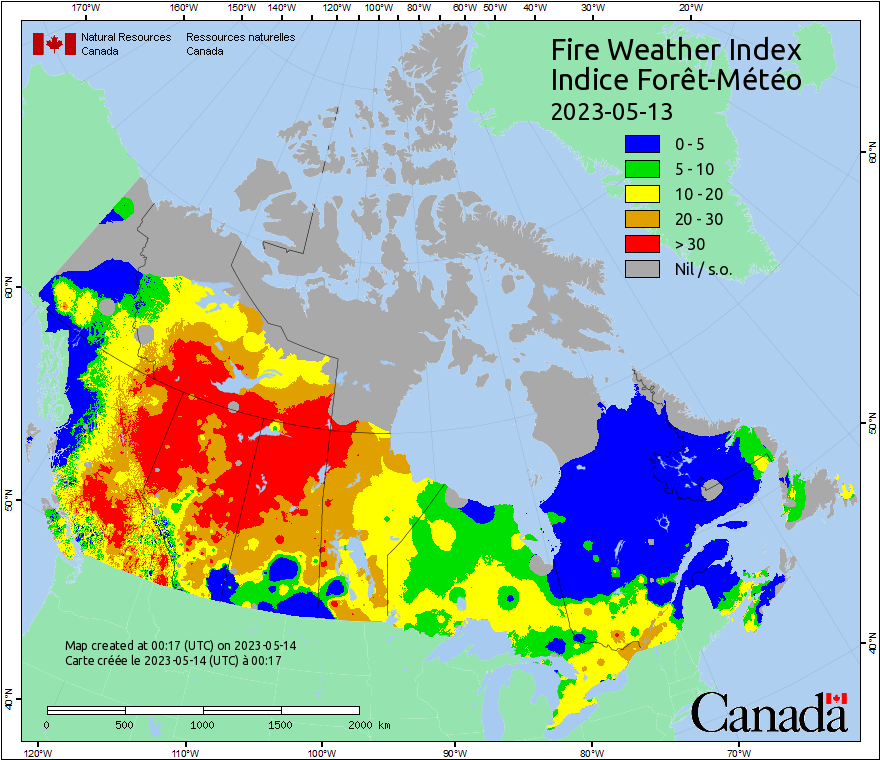 170°W 160°W 150°W 140°W 130°W 120°W 110°W 100°W 90°W 80°W 70°W 60°W 50°W 40°W 30°W 20°W
Natural Resources Ressources naturelles
Canada Canada
Fire Weather Index
Indice Forêt-Météo
2023-05-13
0 - 5
5 - 10
10 - 20
20 - 30
> 30
Nil / s.o.
60°N
60°N
50°N
50°N
40°N
40°N
Map created at 00:17 (UTC) on 2023-05-14
Carte créée le 2023-05-14 (UTC) à 00:17
0 500 1000 1500 2000 km
Canada
120°W 110°W 100°W 90°W 80°W 70°W